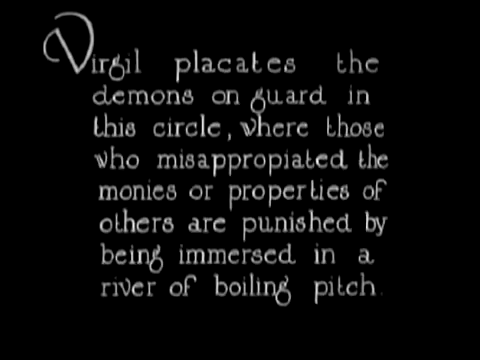 Virgil placates the
demons on guard in
this circle, where those
who misappropiated the
monies or properties of
others are punished by
being immersed in a
river of boiling pitch.